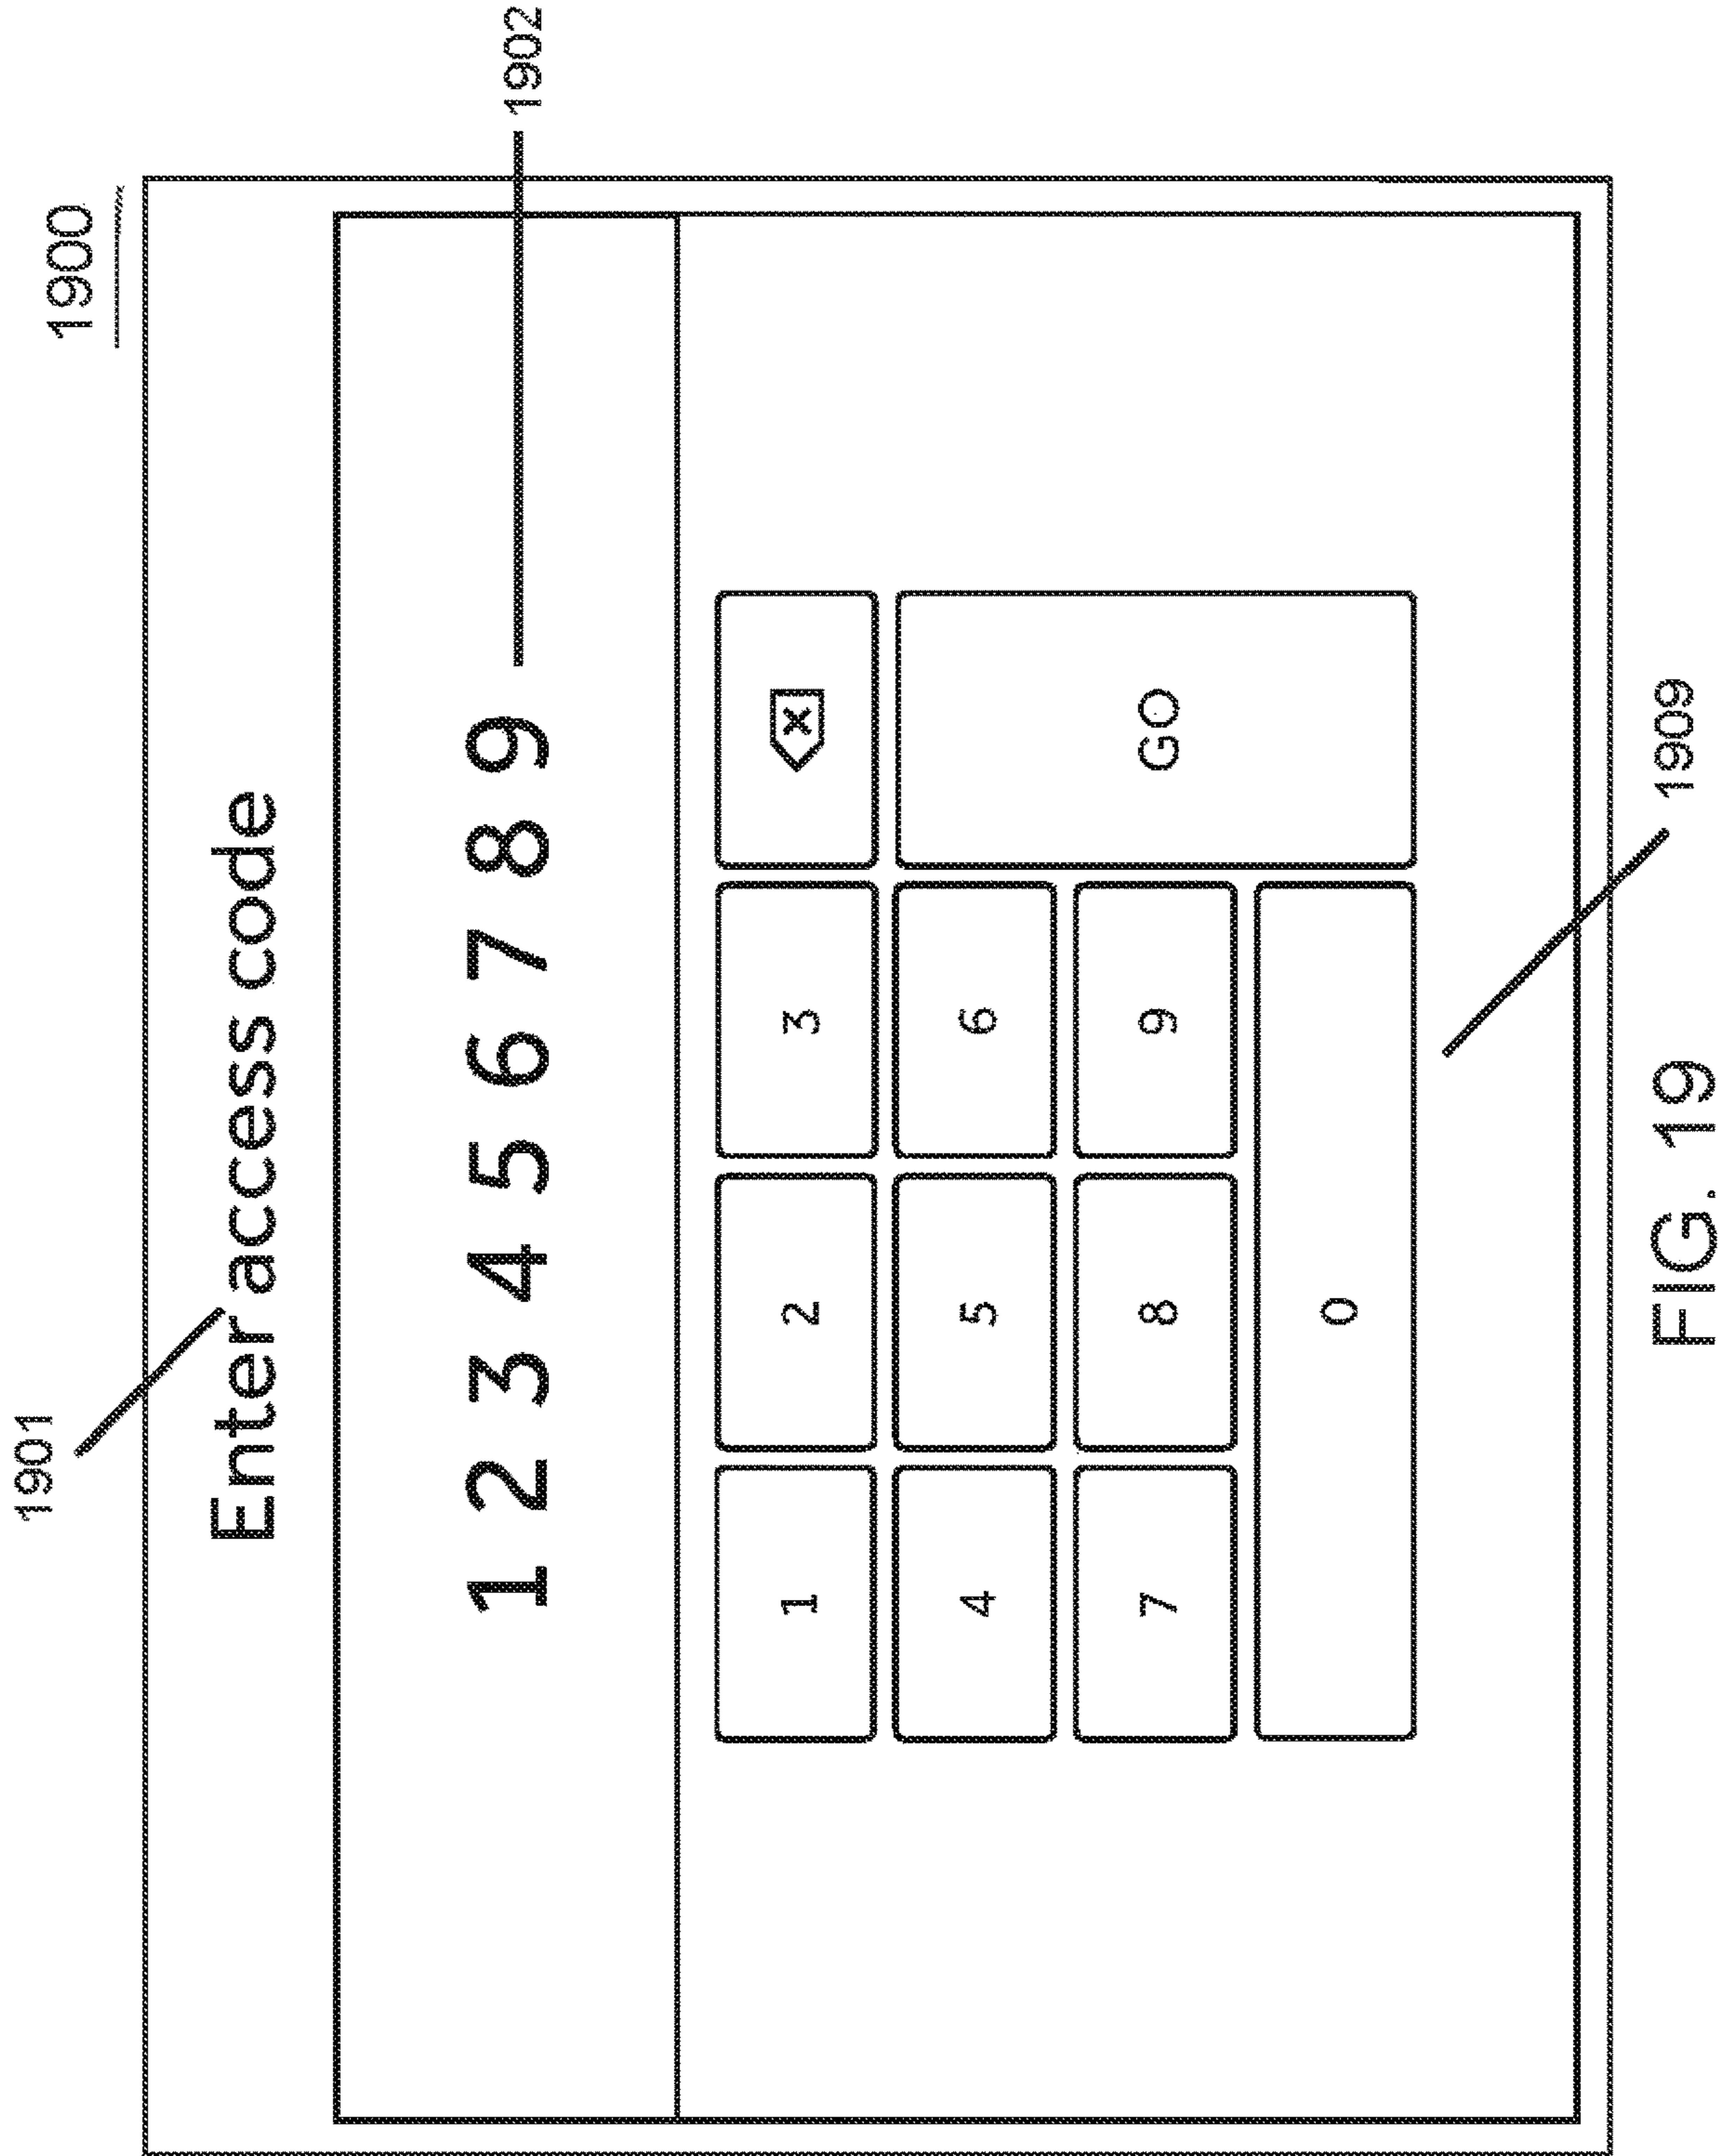 1900
1901
Enter access code
1 2 3 4 5 6 7 8 9
1902
1 2 3
4 5 6 GO
7 8 9
0
1909
FIG. 19